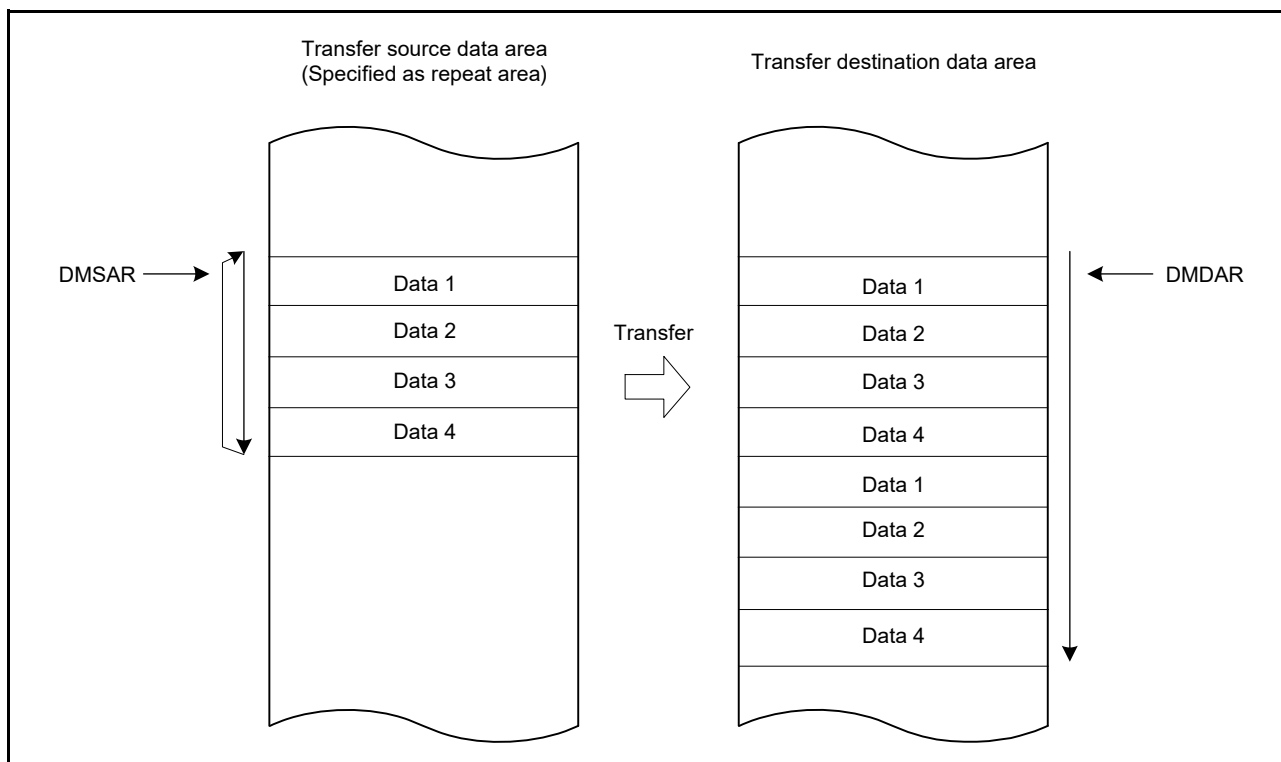 Transfer source data area
(Specified as repeat area)
Transfer destination data area
DMSAR
Data 1
Data 2
Data 3
Data 4
Transfer
Data 1
Data 2
Data 3
Data 4
Data 1
Data 2
Data 3
Data 4
DMDAR